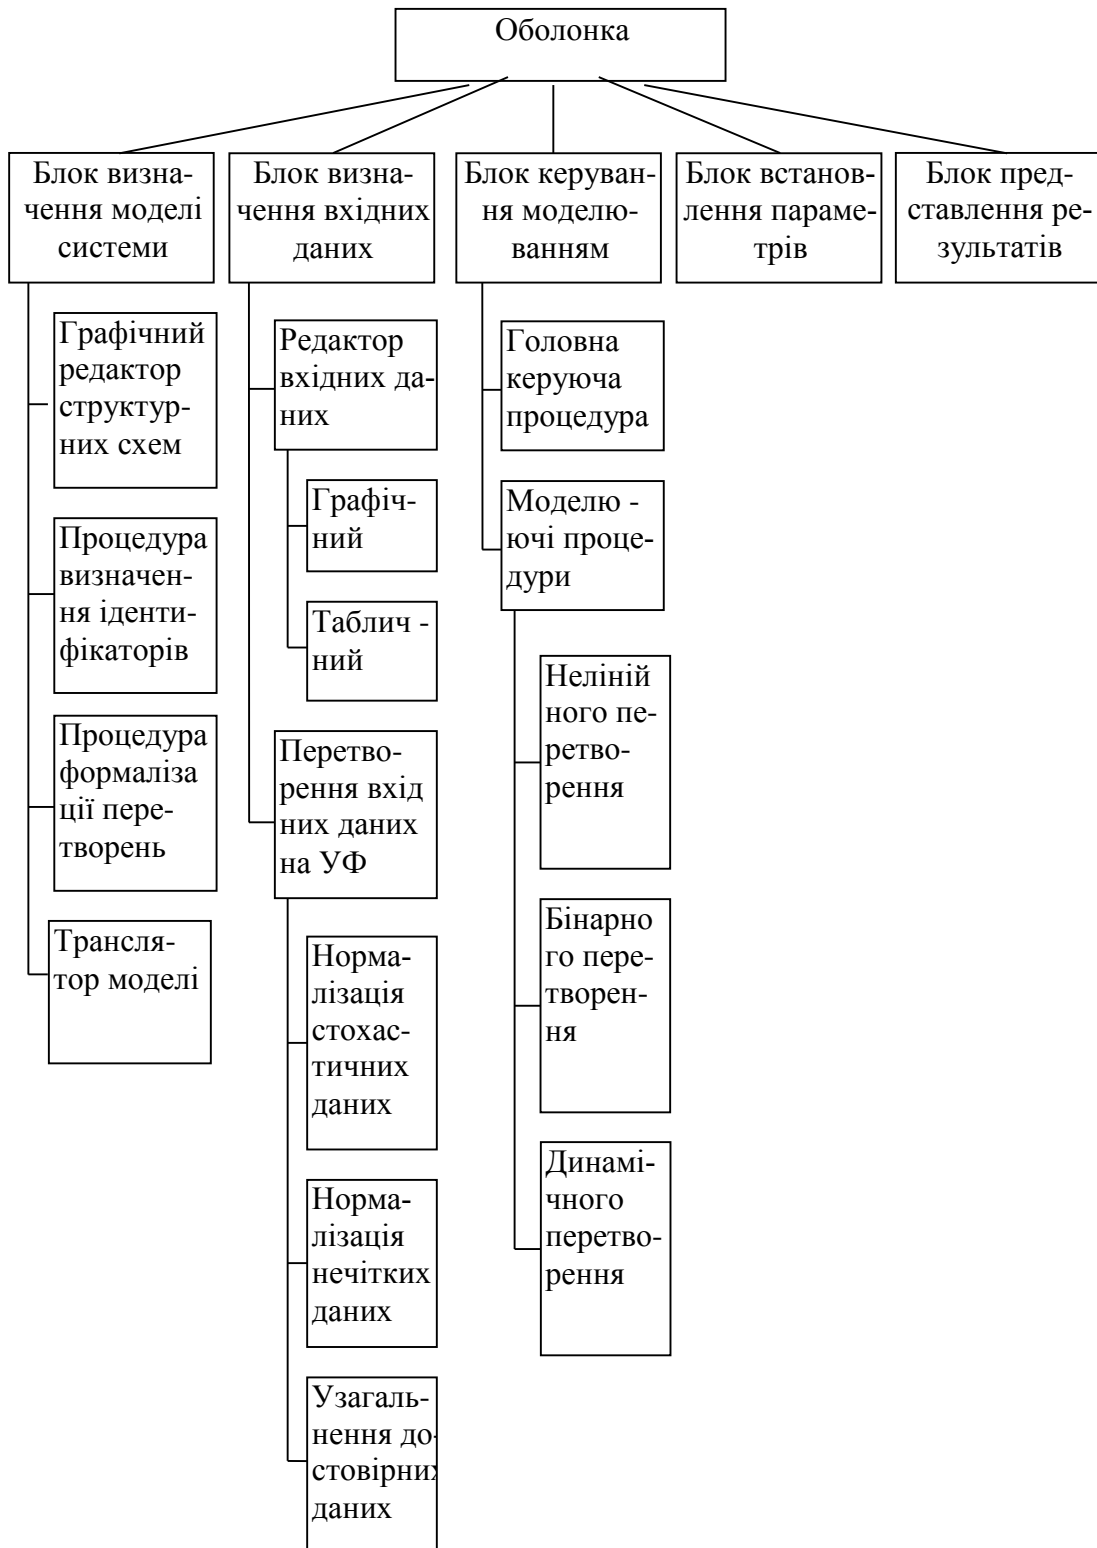 Оболонка
Блок визна-
чення моделі
системи
Блок визна-
чення вхідних
даних
Блок керуван-
ня моделю-
ванням
Блок встанов-
лення параме-
трів
Блок пред-
ставлення ре-
зультатів
Графічний
редактор
структур-
них схем
Процедура
визначен-
ня іденти-
фікаторів
Процедура
формаліза
ції пере-
творень
Трансля-
тор моделі
Редактор
вхідних да-
них
Графіч-
ний
Таблич -
ний
Перетво-
рення вхід
них даних
на УФ
Норма-
лізація
стохас-
тичних
даних
Норма-
лізація
нечітких
даних
Узагаль-
нення до-
стовірних
даних
Головна
керуюча
процедура
Моделю -
ючі проце-
дури
Неліній
ного пе-
ретво-
рення
Бінарно
го пере-
творен-
ня
Динамі-
чного
перетво-
рення